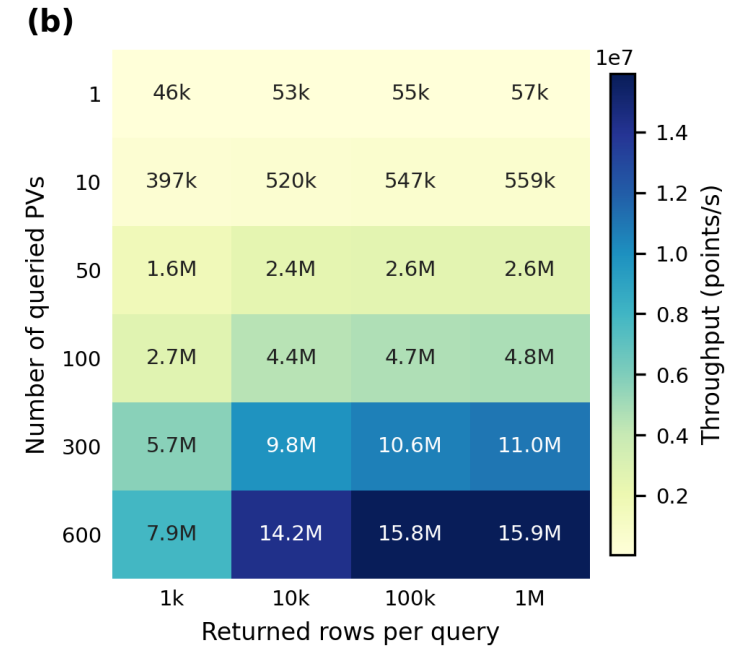 (b)
1e7
1 46k 53k 55k 57k
10 397k 520k 547k 559k
50 1.6M 2.4M 2.6M 2.6M
100 2.7M 4.4M 4.7M 4.8M
300 5.7M 9.8M 10.6M 11.0M
600 7.9M 14.2M 15.8M 15.9M
1k 10k 100k 1M
Returned rows per query
Number of queried PVs
1.4
1.2
1.0
0.8
0.6
0.4
0.2
Throughput (points/s)